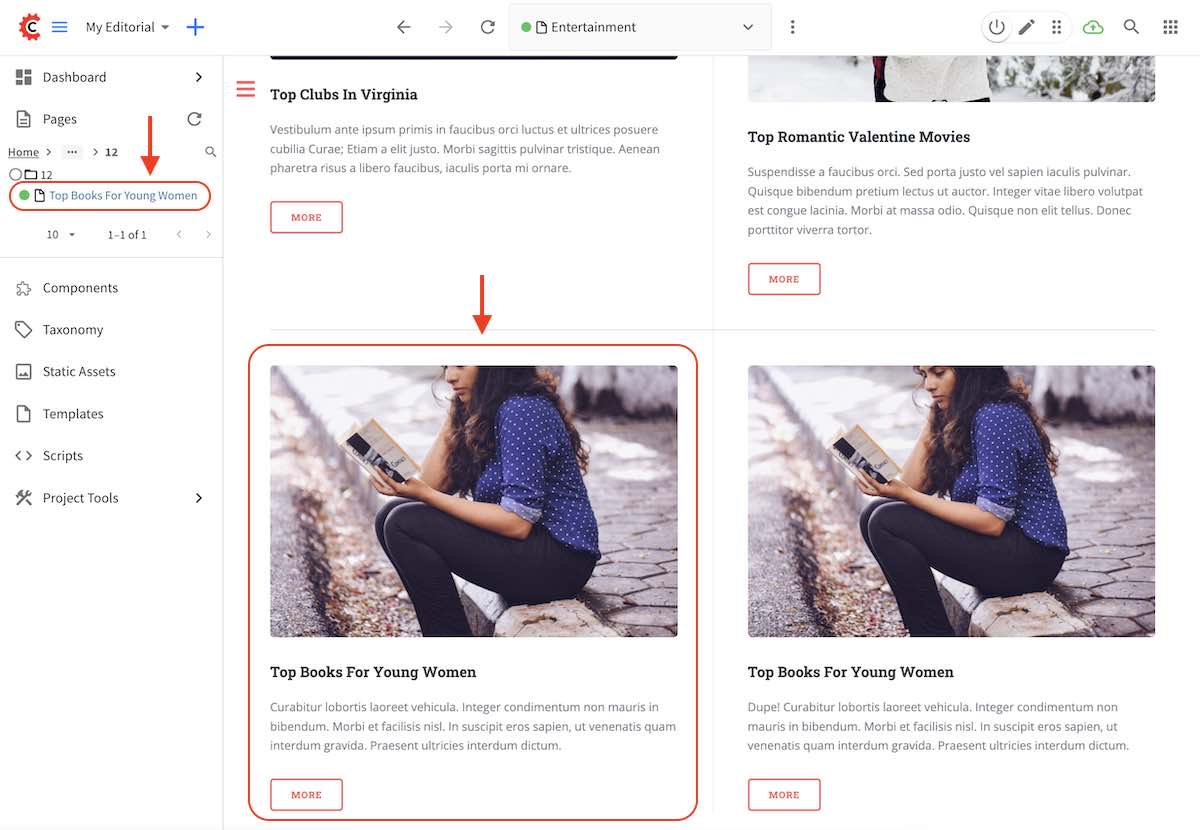 My Editorial
Entertainment
Dashboard
Pages
Home > ... > 12
12
Top Books For Young Women
10
1–1 of 1
Components
Taxonomy
Static Assets
Templates
Scripts
Project Tools
Top Clubs In Virginia
Vestibulum ante ipsum primis in faucibus orci luctus et ultrices posuere
cubilia Curae; Etiam a elit justo. Morbi sagittis pulvinar tristique. Aenean
pharetra risus a libero faucibus, iaculis porta mi ornare.
MORE
Top Romantic Valentine Movies
Suspendisse a faucibus orci. Sed porta justo vel sapien iaculis pulvinar.
Quisque bibendum pretium lectus ut auctor. Integer vitae libero volutpat
est congue lacinia. Morbi at massa odio. Quisque non elit tellus. Donec
porttitor viverra tortor.
MORE
Top Books For Young Women
Curabitur lobortis laoreet vehicula. Integer condimentum non mauris in
bibendum. Morbi et facilisis nisl. In suscipit eros sapien, ut venenatis quam
interdum gravida. Praesent ultricies interdum dictum.
MORE
Top Books For Young Women
Dupe! Curabitur lobortis laoreet vehicula. Integer condimentum non
mauris in bibendum. Morbi et facilisis nisl. In suscipit eros sapien, ut
venenatis quam interdum gravida. Praesent ultricies interdum dictum.
MORE